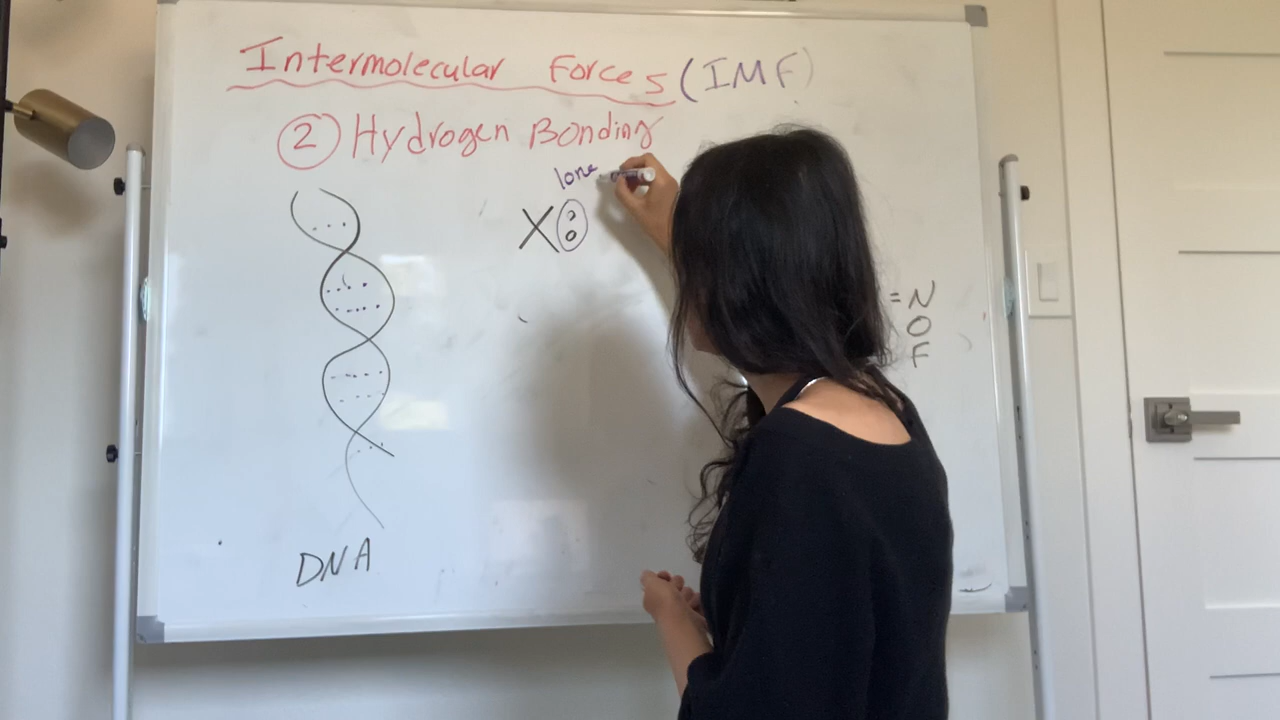 Intermolecular Forces (IMF)
② Hydrogen Bonding
lone
X:
= N
O
F
DNA